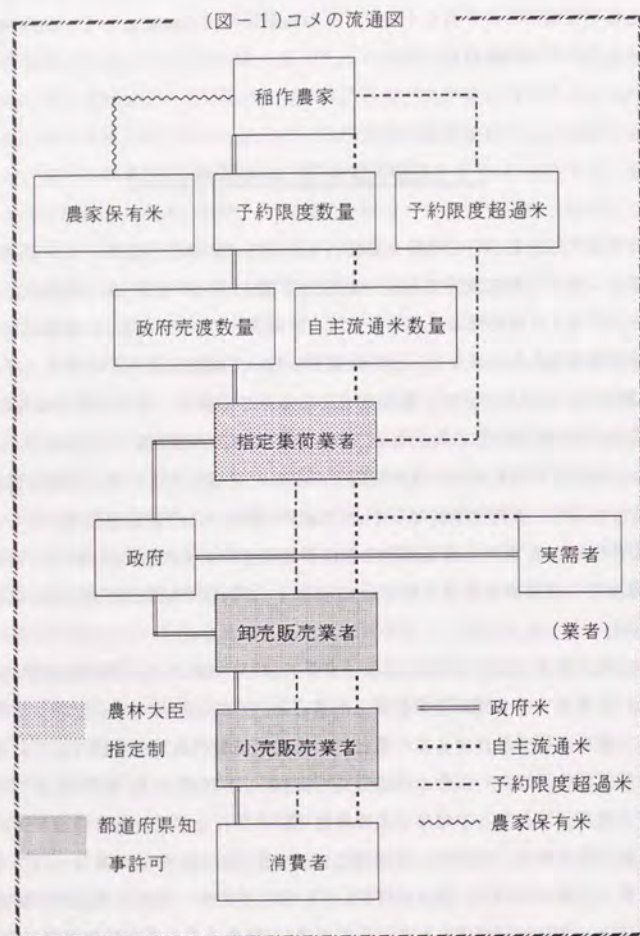 (図－1)コメの流通図
稲作農家
農家保有米
予約限度数量
予約限度超過米
政府売渡数量
自主流通米数量
指定集荷業者
政府
実需者
卸売販売業者
(業者)
農林大臣
指定制
小売販売業者
政府米
自主流通米
予約限度超過米
都道府県知
事許可
農家保有米
消費者